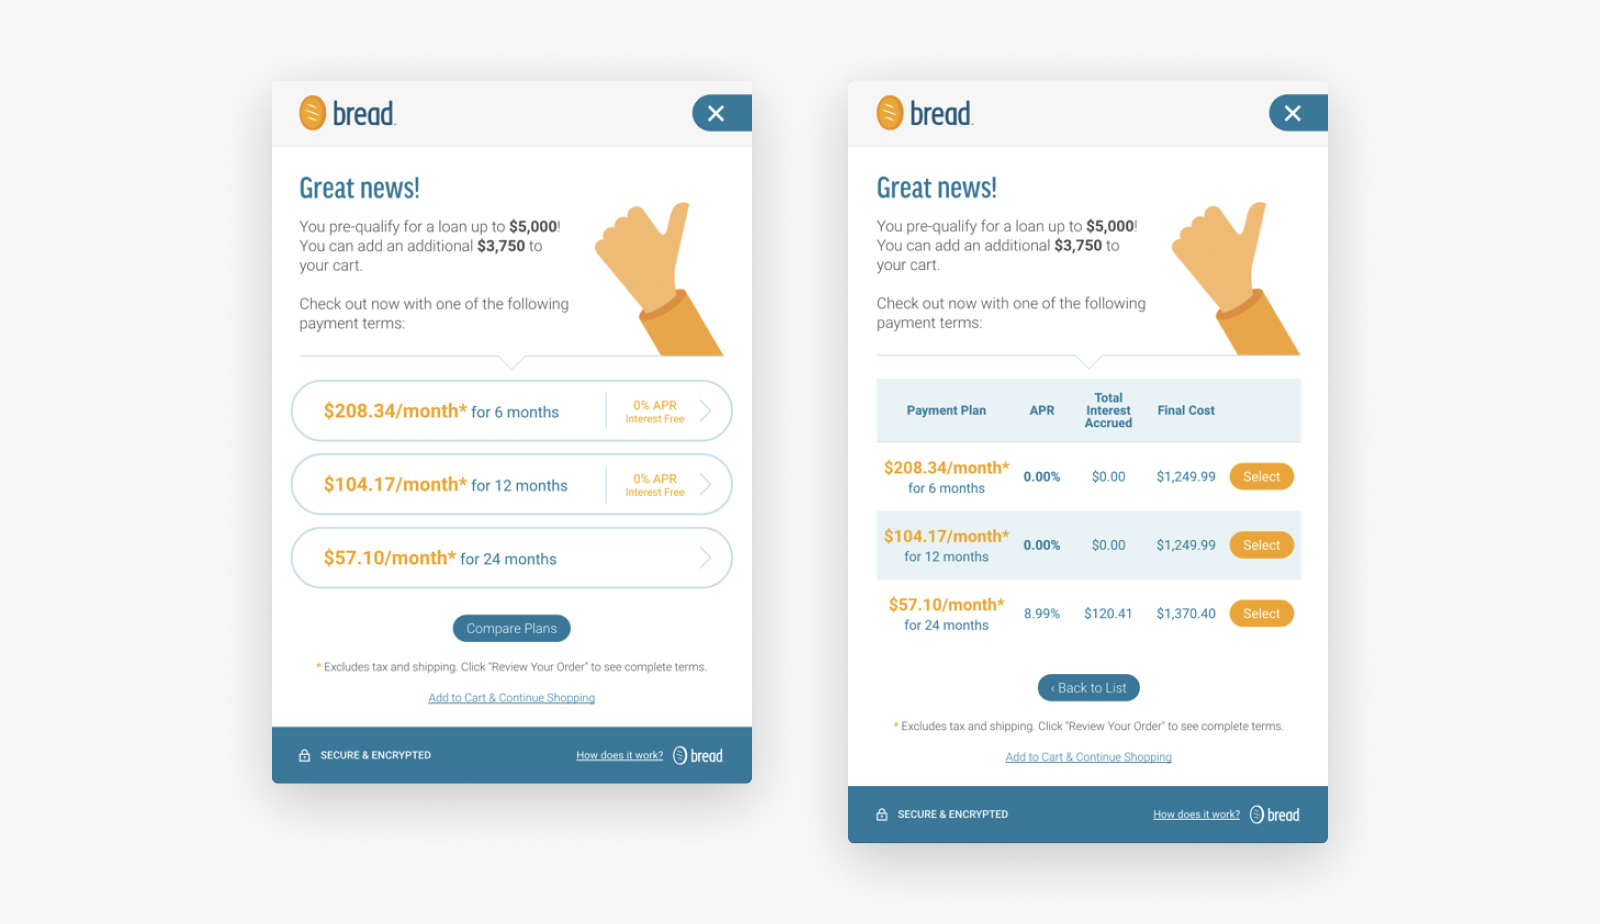 bread
Great news!
You pre-qualify for a loan up to $5,000!
You can add an additional $3,750 to
your cart.
Check out now with one of the following
payment terms:
$208.34/month* for 6 months
0% APR
Interest Free
$104.17/month* for 12 months
0% APR
Interest Free
$57.10/month* for 24 months
Compare Plans
* Excludes tax and shipping. Click "Review Your Order" to see complete terms.
Add to Cart & Continue Shopping
SECURE & ENCRYPTED
How does it work?
bread
bread
Great news!
You pre-qualify for a loan up to $5,000!
You can add an additional $3,750 to
your cart.
Check out now with one of the following
payment terms:
Payment Plan
APR
Total
Interest
Accrued
Final Cost
$208.34/month*
for 6 months
0.00%
$0.00
$1,249.99
Select
$104.17/month*
for 12 months
0.00%
$0.00
$1,249.99
Select
$57.10/month*
for 24 months
8.99%
$120.41
$1,370.40
Select
‹ Back to List
* Excludes tax and shipping. Click "Review Your Order" to see complete terms.
Add to Cart & Continue Shopping
SECURE & ENCRYPTED
How does it work?
bread